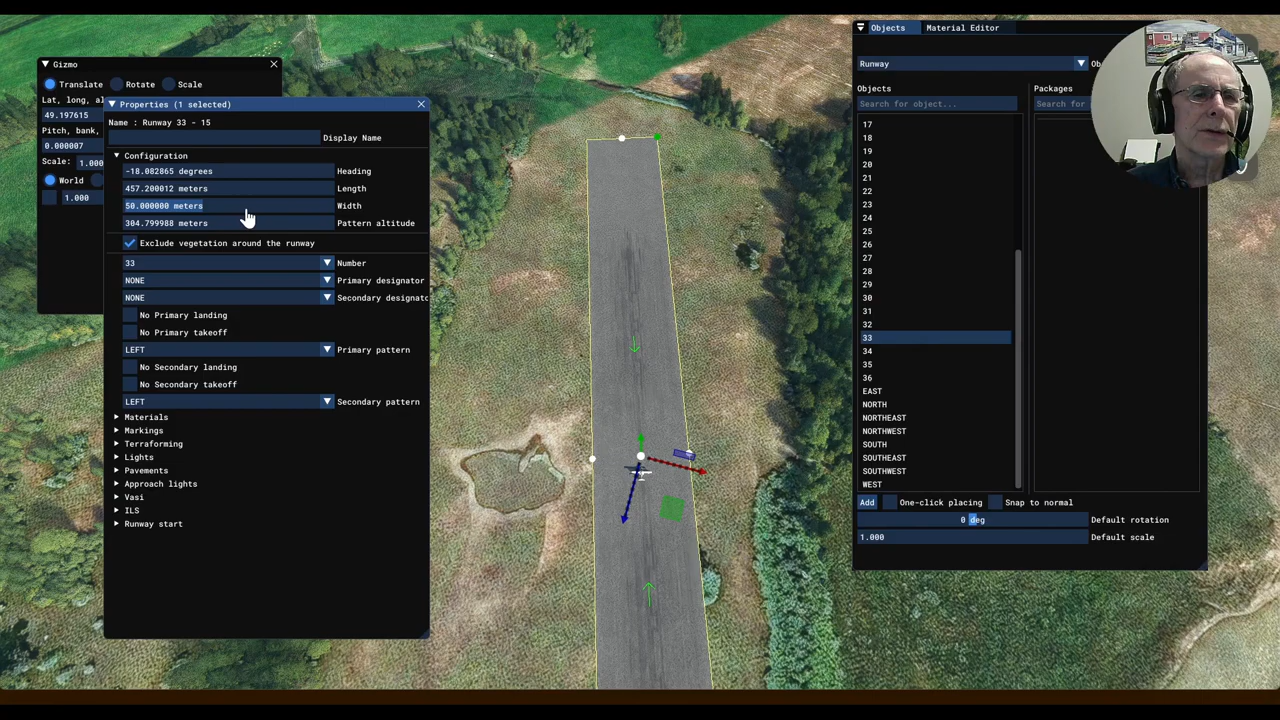 Gizmo
Translate
Rotate
Scale
Lat, long, al
49.197615
Pitch, bank,
0.000007
Scale:
1.000
World
1.000
Properties (1 selected)
Name : Runway 33 - 15
Display Name
Configuration
-18.082865 degrees
Heading
457.200012 meters
Length
50.000000 meters
Width
304.799988 meters
Pattern altitude
Exclude vegetation around the runway
33
Number
NONE
Primary designator
NONE
Secondary designato
No Primary landing
No Primary takeoff
LEFT
Primary pattern
No Secondary landing
No Secondary takeoff
LEFT
Secondary pattern
Materials
Markings
Terraforming
Lights
Pavements
Approach lights
Vasi
ILS
Runway start
Objects
Material Editor
Runway
Ob
Objects
Packages
Search for object...
Search for
17
18
19
20
21
22
23
24
25
26
27
28
29
30
31
32
33
34
35
36
EAST
NORTH
NORTHEAST
NORTHWEST
SOUTH
SOUTHEAST
SOUTHWEST
WEST
Add
One-click placing
Snap to normal
0 deg
Default rotation
1.000
Default scale